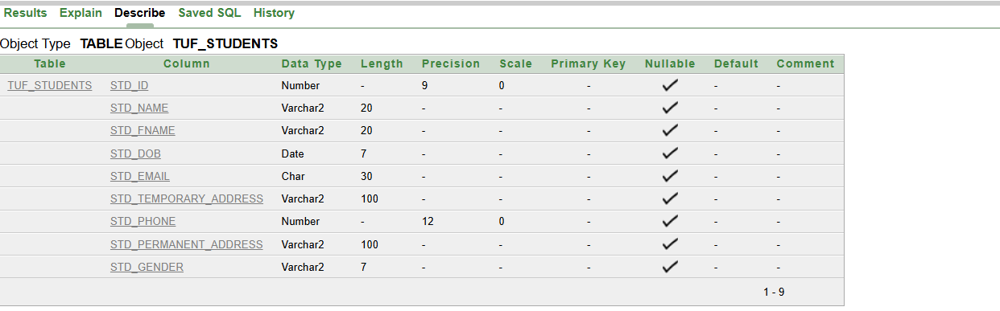 Results Explain Describe Saved SQL History
Object Type TABLE Object TUF_STUDENTS
Table Column Data Type Length Precision Scale Primary Key Nullable Default Comment
TUF_STUDENTS STD_ID Number - 9 0 - - -
STD_NAME Varchar2 20 - - - - -
STD_FNAME Varchar2 20 - - - - -
STD_DOB Date 7 - - - - -
STD_EMAIL Char 30 - - - - -
STD_TEMPORARY_ADDRESS Varchar2 100 - - - - -
STD_PHONE Number - 12 0 - - -
STD_PERMANENT_ADDRESS Varchar2 100 - - - - -
STD_GENDER Varchar2 7 - - - - -
1 - 9